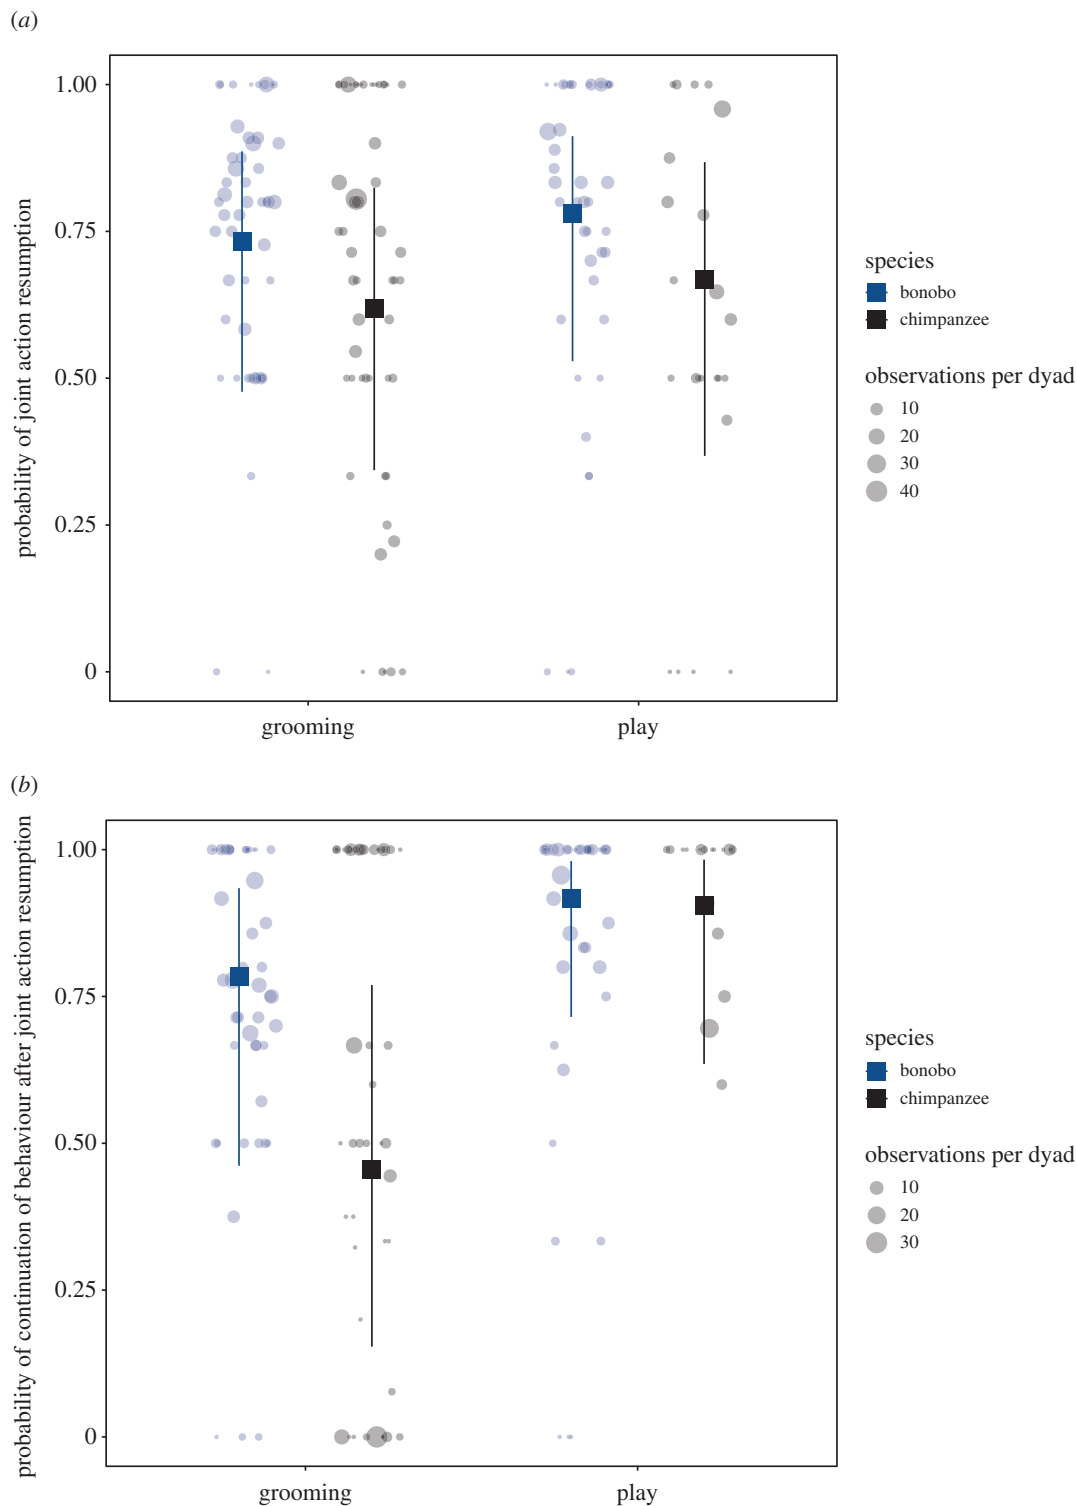 (a)
probability of joint action resumption
1.00
0.75
0.50
0.25
0
grooming
play
species
bonobo
chimpanzee
observations per dyad
10
20
30
40
(b)
probability of continuation of behaviour after joint action resumption
1.00
0.75
0.50
0.25
0
grooming
play
species
bonobo
chimpanzee
observations per dyad
10
20
30